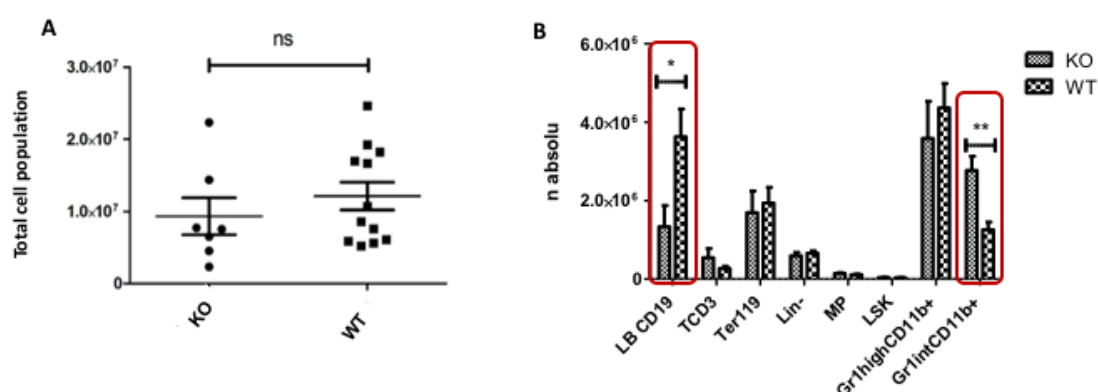 A
ns
3.0×10⁷
2.0×10⁷
1.0×10⁷
0
Total cell population
KO
WT
B
6.0×10⁶
4.0×10⁶
2.0×10⁶
0
n absolu
*
**
KO
WT
LB CD19
TCD3
Ter119
Lin-
MP
LSK
Gr1highCD11b+
Gr1intCD11b+